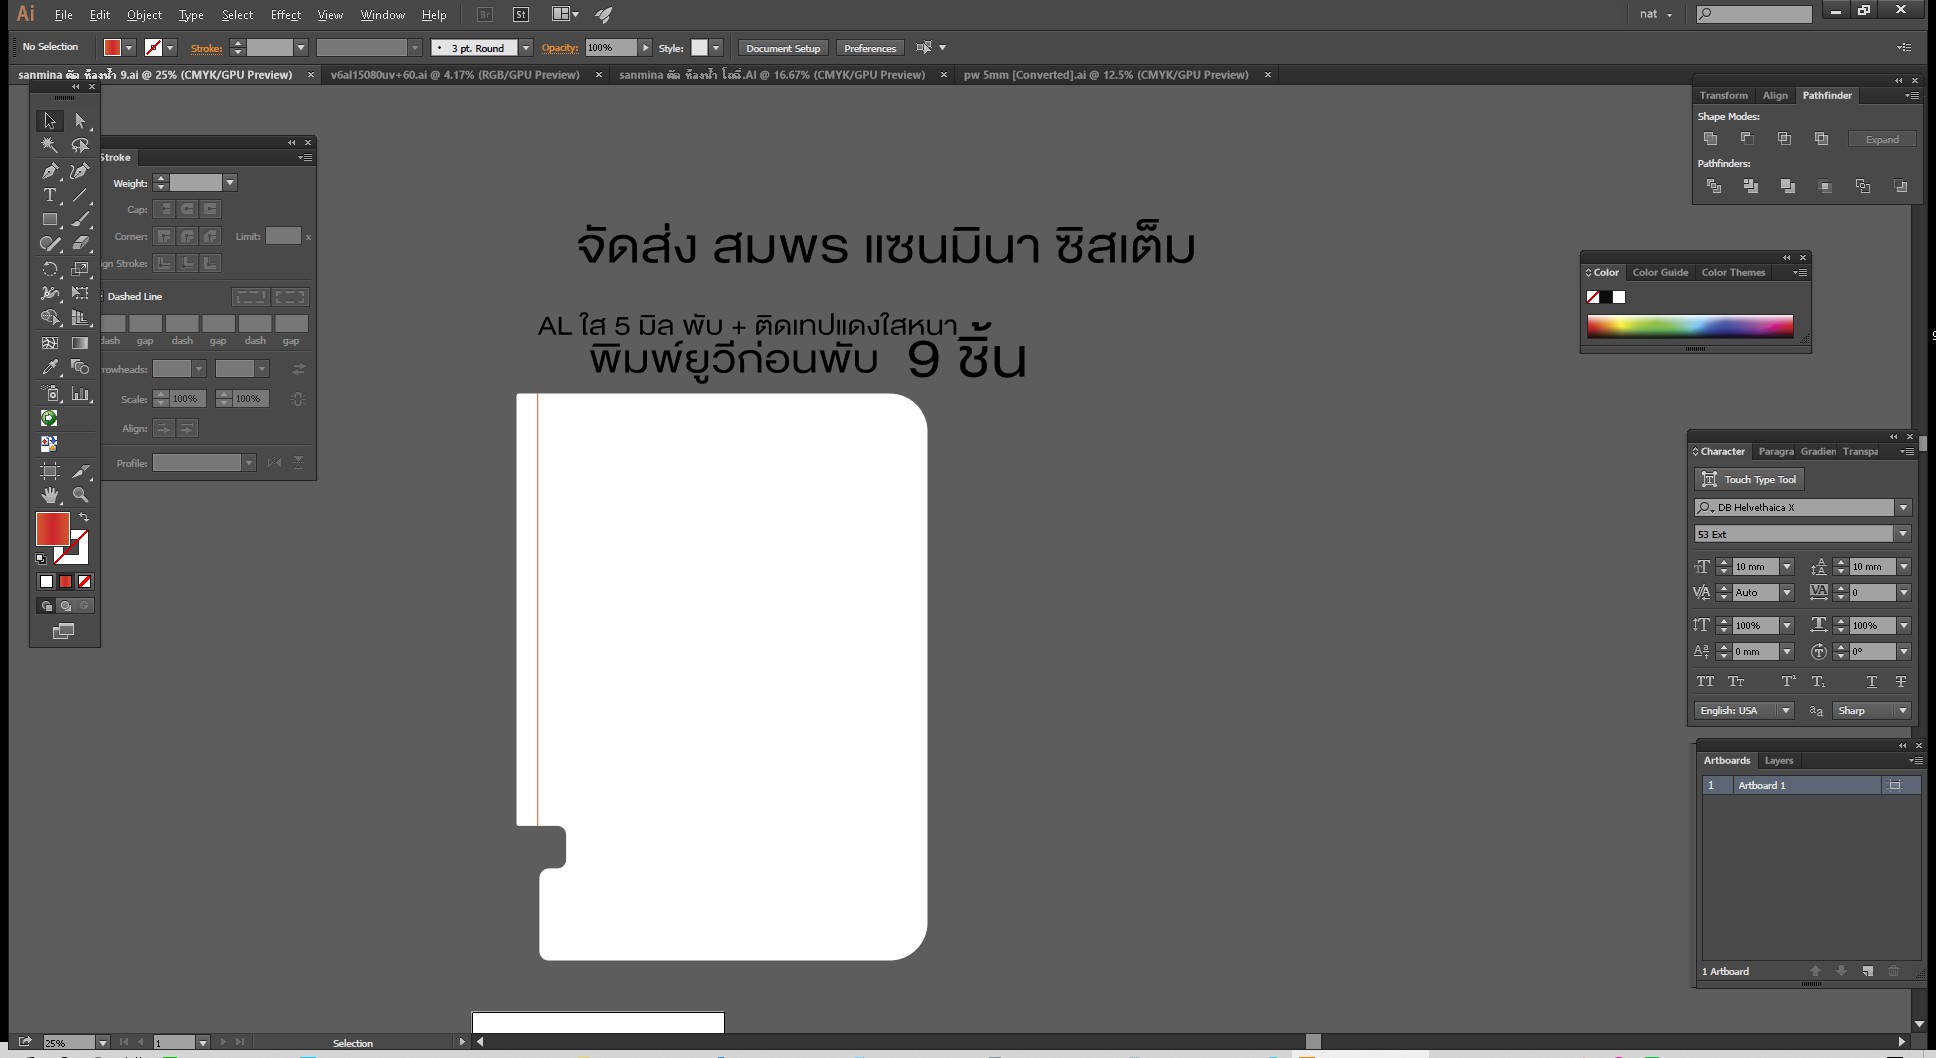 Ai File Edit Object Type Select Effect View Window Help Br St nat
No Selection Stroke: 3 pt. Round Opacity: 100% Style: Document Setup Preferences
sanmina ตัด ห้องน้ำ 9.ai @ 25% (CMYK/GPU Preview) × v6al15080uv+60.ai @ 4.17% (RGB/GPU Preview) × sanmina ตัด ห้องน้ำ โถฉี่.AI @ 16.67% (CMYK/GPU Preview) × pw 5mm [Converted].ai @ 12.5% (CMYK/GPU Preview) ×
Stroke
Weight:
Cap:
Corner: Limit: x
gn Stroke:
Dashed Line
dash gap dash gap dash gap
rowheads:
Scale: 100% 100%
Align:
Profile:
จัดส่ง สมพร แซนมินา ซิสเต็ม
AL ใส 5 มิล พับ + ติดเทปแดงใสหนา
พิมพ์ยูวีก่อนพับ 9 ชิ้น
Transform Align Pathfinder
Shape Modes:
Expand
Pathfinders:
Color Color Guide Color Themes
Character Paragra Gradien Transpa
Touch Type Tool
DB Helvethaica X
53 Ext
10 mm 10 mm
Auto 0
100% 100%
0 mm 0°
English: USA Sharp
Artboards Layers
1 Artboard 1
1 Artboard
25% 1 Selection